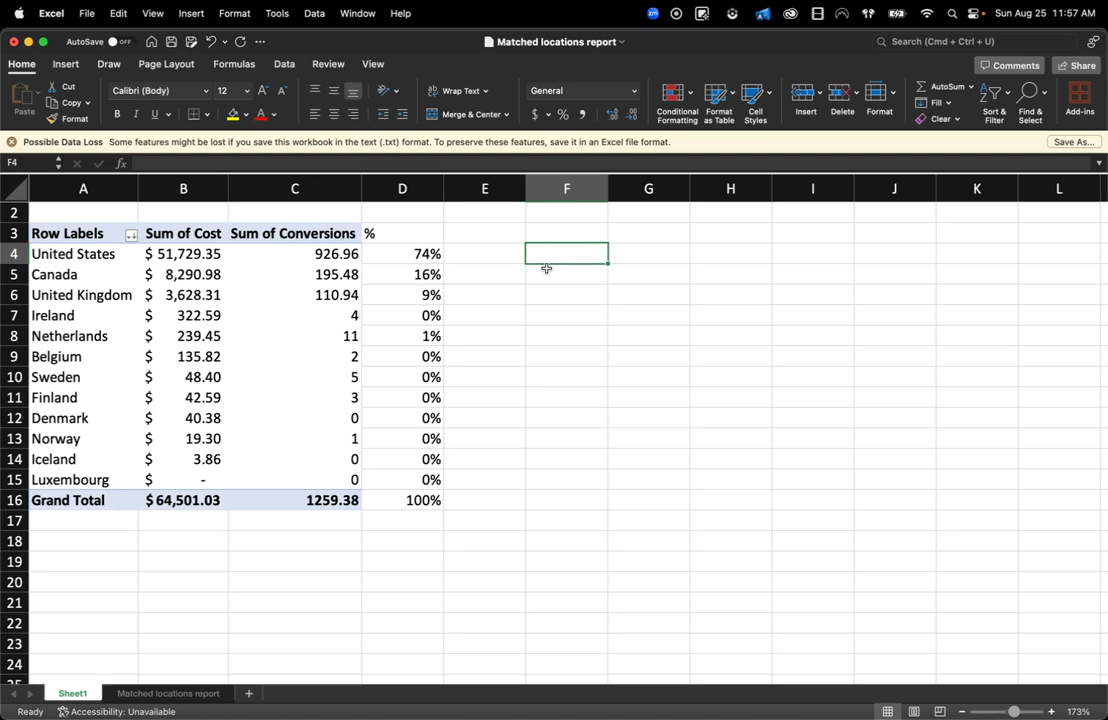 Excel File Edit View Insert Format Tools Data Window Help Sun Aug 25 11:57 AM
AutoSave OFF Matched locations report Search (Cmd + Ctrl + U)
Home Insert Draw Page Layout Formulas Data Review View Comments Share
Paste Cut Copy Format Calibri (Body) 12 Wrap Text Merge & Center General Conditional Formatting Format as Table Cell Styles Insert Delete Format AutoSum Fill Clear Sort & Filter Find & Select Add-ins
Possible Data Loss Some features might be lost if you save this workbook in the text (.txt) format. To preserve these features, save it in an Excel file format. Save As...
F4 fx
A B C D E F G H I J K L
2
3 Row Labels Sum of Cost Sum of Conversions %
4 United States $ 51,729.35 926.96 74%
5 Canada $ 8,290.98 195.48 16%
6 United Kingdom $ 3,628.31 110.94 9%
7 Ireland $ 322.59 4 0%
8 Netherlands $ 239.45 11 1%
9 Belgium $ 135.82 2 0%
10 Sweden $ 48.40 5 0%
11 Finland $ 42.59 3 0%
12 Denmark $ 40.38 0 0%
13 Norway $ 19.30 1 0%
14 Iceland $ 3.86 0 0%
15 Luxembourg $ - 0 0%
16 Grand Total $ 64,501.03 1259.38 100%
17
18
19
20
21
22
23
24
25
Sheet1 Matched locations report +
Ready Accessibility: Unavailable 173%